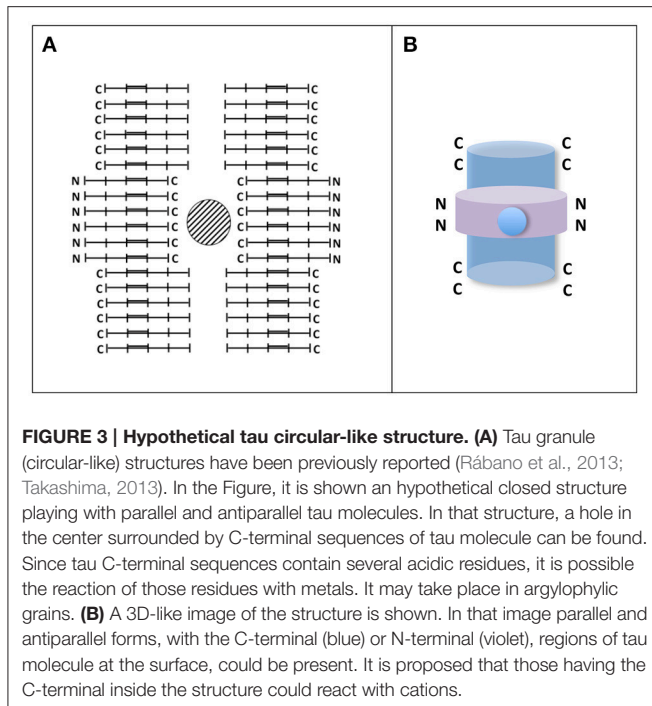 A
C C
C C
C C
C C
C C
C C
N C C N
N C C N
N C C N
N C C N
N C C N
N C C N
C C
C C
C C
C C
C C
C C
B
C C
C C
N N
N N
C C
C C
FIGURE 3 | Hypothetical tau circular-like structure. (A) Tau granule
(circular-like) structures have been previously reported (Rábano et al., 2013;
Takashima, 2013). In the Figure, it is shown an hypothetical closed structure
playing with parallel and antiparallel tau molecules. In that structure, a hole in
the center surrounded by C-terminal sequences of tau molecule can be found.
Since tau C-terminal sequences contain several acidic residues, it is possible
the reaction of those residues with metals. It may take place in argylophylic
grains. (B) A 3D-like image of the structure is shown. In that image parallel and
antiparallel forms, with the C-terminal (blue) or N-terminal (violet), regions of tau
molecule at the surface, could be present. It is proposed that those having the
C-terminal inside the structure could react with cations.